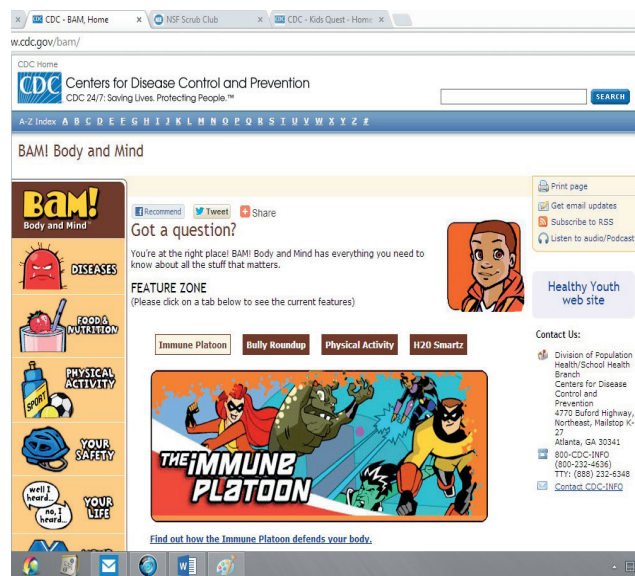 CDC - BAM, Home
NSF Scrub Club
CDC - Kids Quest - Home
w.cdc.gov/bam/
CDC Home
CDC
Centers for Disease Control and Prevention
CDC 24/7: Saving Lives. Protecting People.™
SEARCH
A-Z Index A B C D E F G H I J K L M N O P Q R S T U V W X Y Z #
BAM! Body and Mind
BAM!
Body and Mind
DISEASES
FOOD &
NUTRITION
PHYSICAL
ACTIVITY
SPORT
YOUR
SAFETY
well I
heard...
no, I
heard...
YOUR
LIFE
Recommend Tweet Share
Got a question?
You're at the right place! BAM! Body and Mind has everything you need to
know about all the stuff that matters.
FEATURE ZONE
(Please click on a tab below to see the current features)
Immune Platoon Bully Roundup Physical Activity H20 Smartz
THE IMMUNE
PLATOON
Find out how the Immune Platoon defends your body.
Print page
Get email updates
Subscribe to RSS
Listen to audio/Podcast
Healthy Youth
web site
Contact Us:
Division of Population
Health/School Health
Branch
Centers for Disease
Control and
Prevention
4770 Buford Highway,
Northeast, Mailstop K-
27
Atlanta, GA 30341
800-CDC-INFO
(800-232-4636)
TTY: (888) 232-6348
Contact CDC-INFO